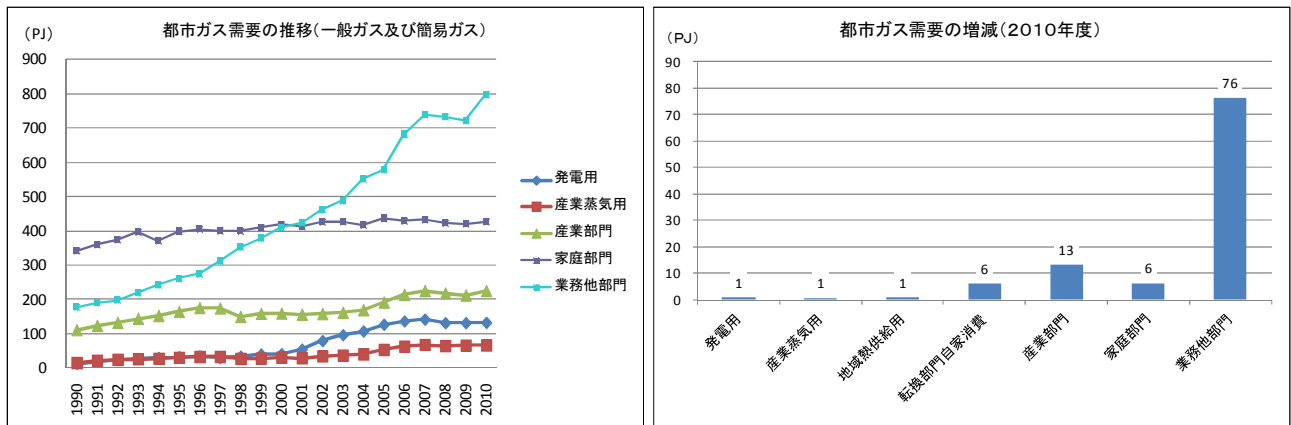 都市ガス需要の推移(一般ガス及び簡易ガス)
(PJ)
900
800
700
600
500
400
300
200
100
0
1990 1991 1992 1993 1994 1995 1996 1997 1998 1999 2000 2001 2002 2003 2004 2005 2006 2007 2008 2009 2010
発電用
産業蒸気用
産業部門
家庭部門
業務他部門
都市ガス需要の増減(2010年度)
(PJ)
90
80
70
60
50
40
30
20
10
0
1 1 1 6 13 6 76
発電用
産業蒸気用
地域熱供給用
転換部門自家消費
産業部門
家庭部門
業務他部門